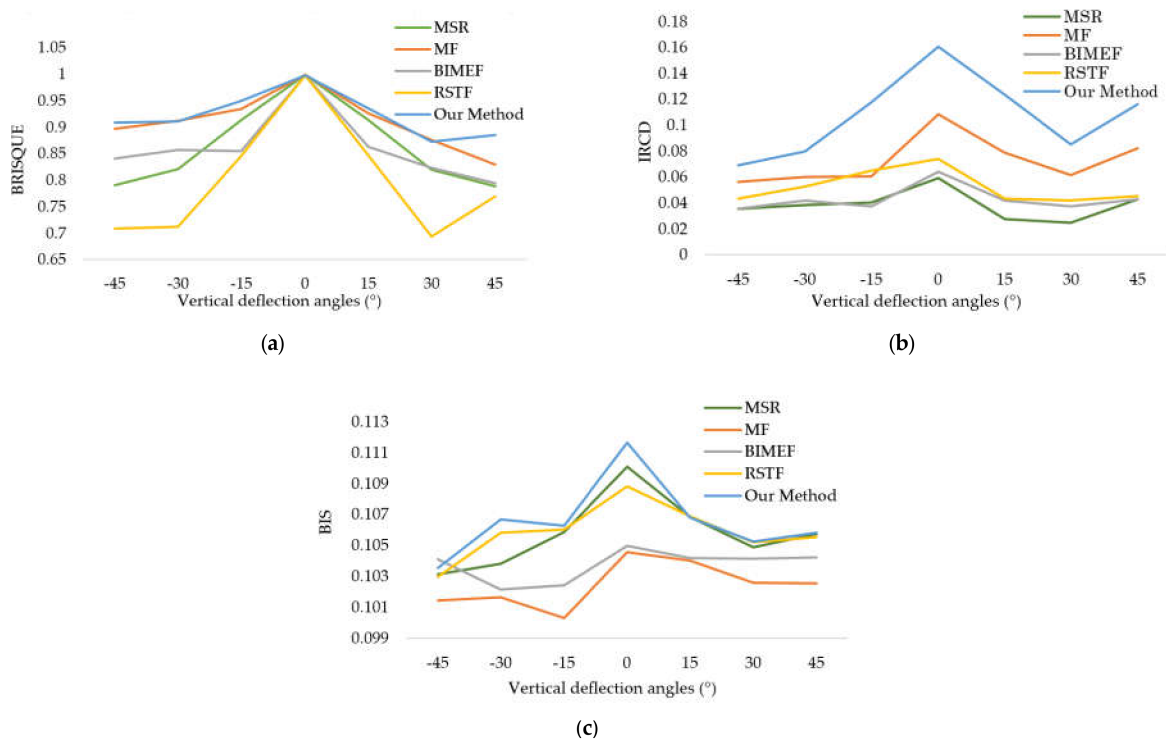 1.05
1
0.95
0.9
0.85
0.8
0.75
0.7
0.65
BRISQUE
MSR
MF
BIMEF
RSTF
Our Method
-45 -30 -15 0 15 30 45
Vertical deflection angles (°)
(a)
0.18
0.16
0.14
0.12
0.1
0.08
0.06
0.04
0.02
0
IRCD
MSR
MF
BIMEF
RSTF
Our Method
-45 -30 -15 0 15 30 45
Vertical deflection angles (°)
(b)
0.113
0.111
0.109
0.107
0.105
0.103
0.101
0.099
BIS
MSR
MF
BIMEF
RSTF
Our Method
-45 -30 -15 0 15 30 45
Vertical deflection angles (°)
(c)